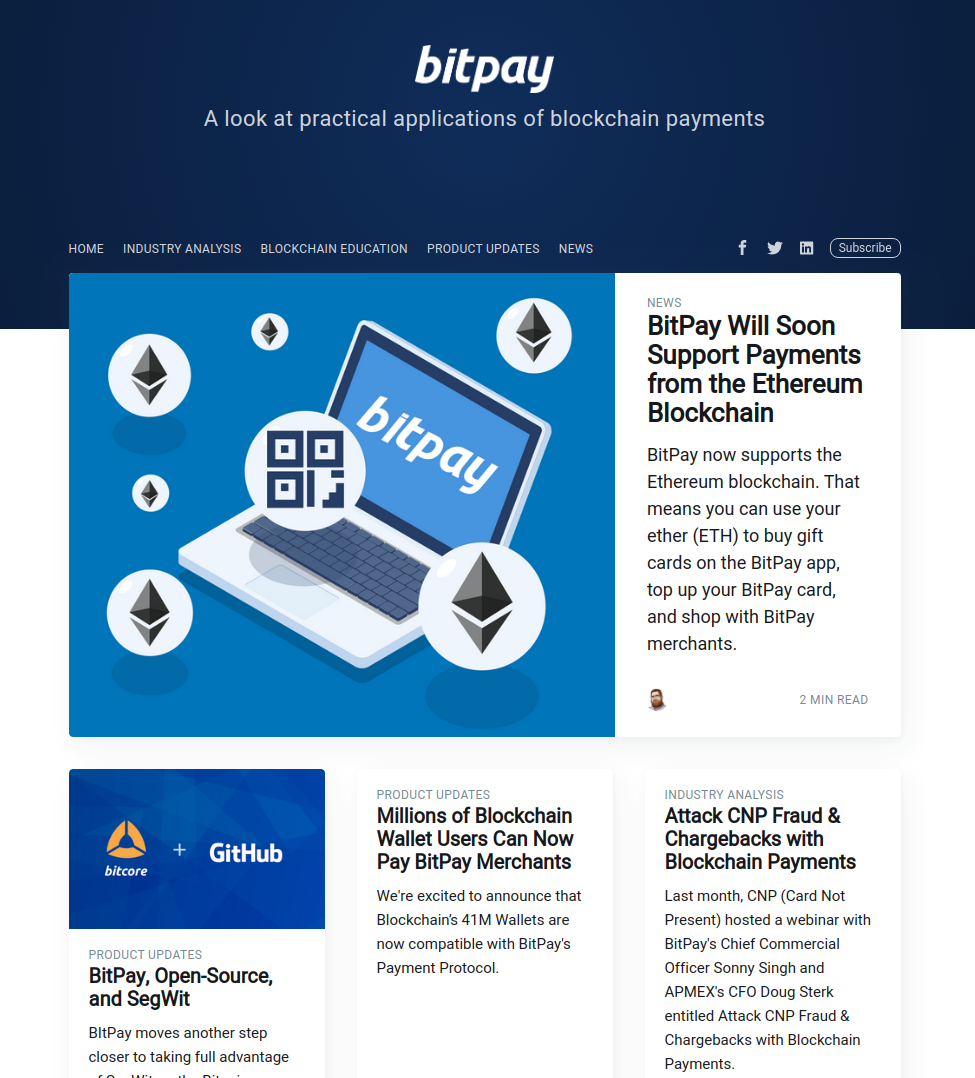 bitpay
A look at practical applications of blockchain payments
HOME INDUSTRY ANALYSIS BLOCKCHAIN EDUCATION PRODUCT UPDATES NEWS Subscribe
bitpay
NEWS
BitPay Will Soon
Support Payments
from the Ethereum
Blockchain
BitPay now supports the
Ethereum blockchain. That
means you can use your
ether (ETH) to buy gift
cards on the BitPay app,
top up your BitPay card,
and shop with BitPay
merchants.
2 MIN READ
bitcore + GitHub
PRODUCT UPDATES
BitPay, Open-Source,
and SegWit
BItPay moves another step
closer to taking full advantage
PRODUCT UPDATES
Millions of Blockchain
Wallet Users Can Now
Pay BitPay Merchants
We're excited to announce that
Blockchain’s 41M Wallets are
now compatible with BitPay's
Payment Protocol.
INDUSTRY ANALYSIS
Attack CNP Fraud &
Chargebacks with
Blockchain Payments
Last month, CNP (Card Not
Present) hosted a webinar with
BitPay's Chief Commercial
Officer Sonny Singh and
APMEX's CFO Doug Sterk
entitled Attack CNP Fraud &
Chargebacks with Blockchain
Payments.